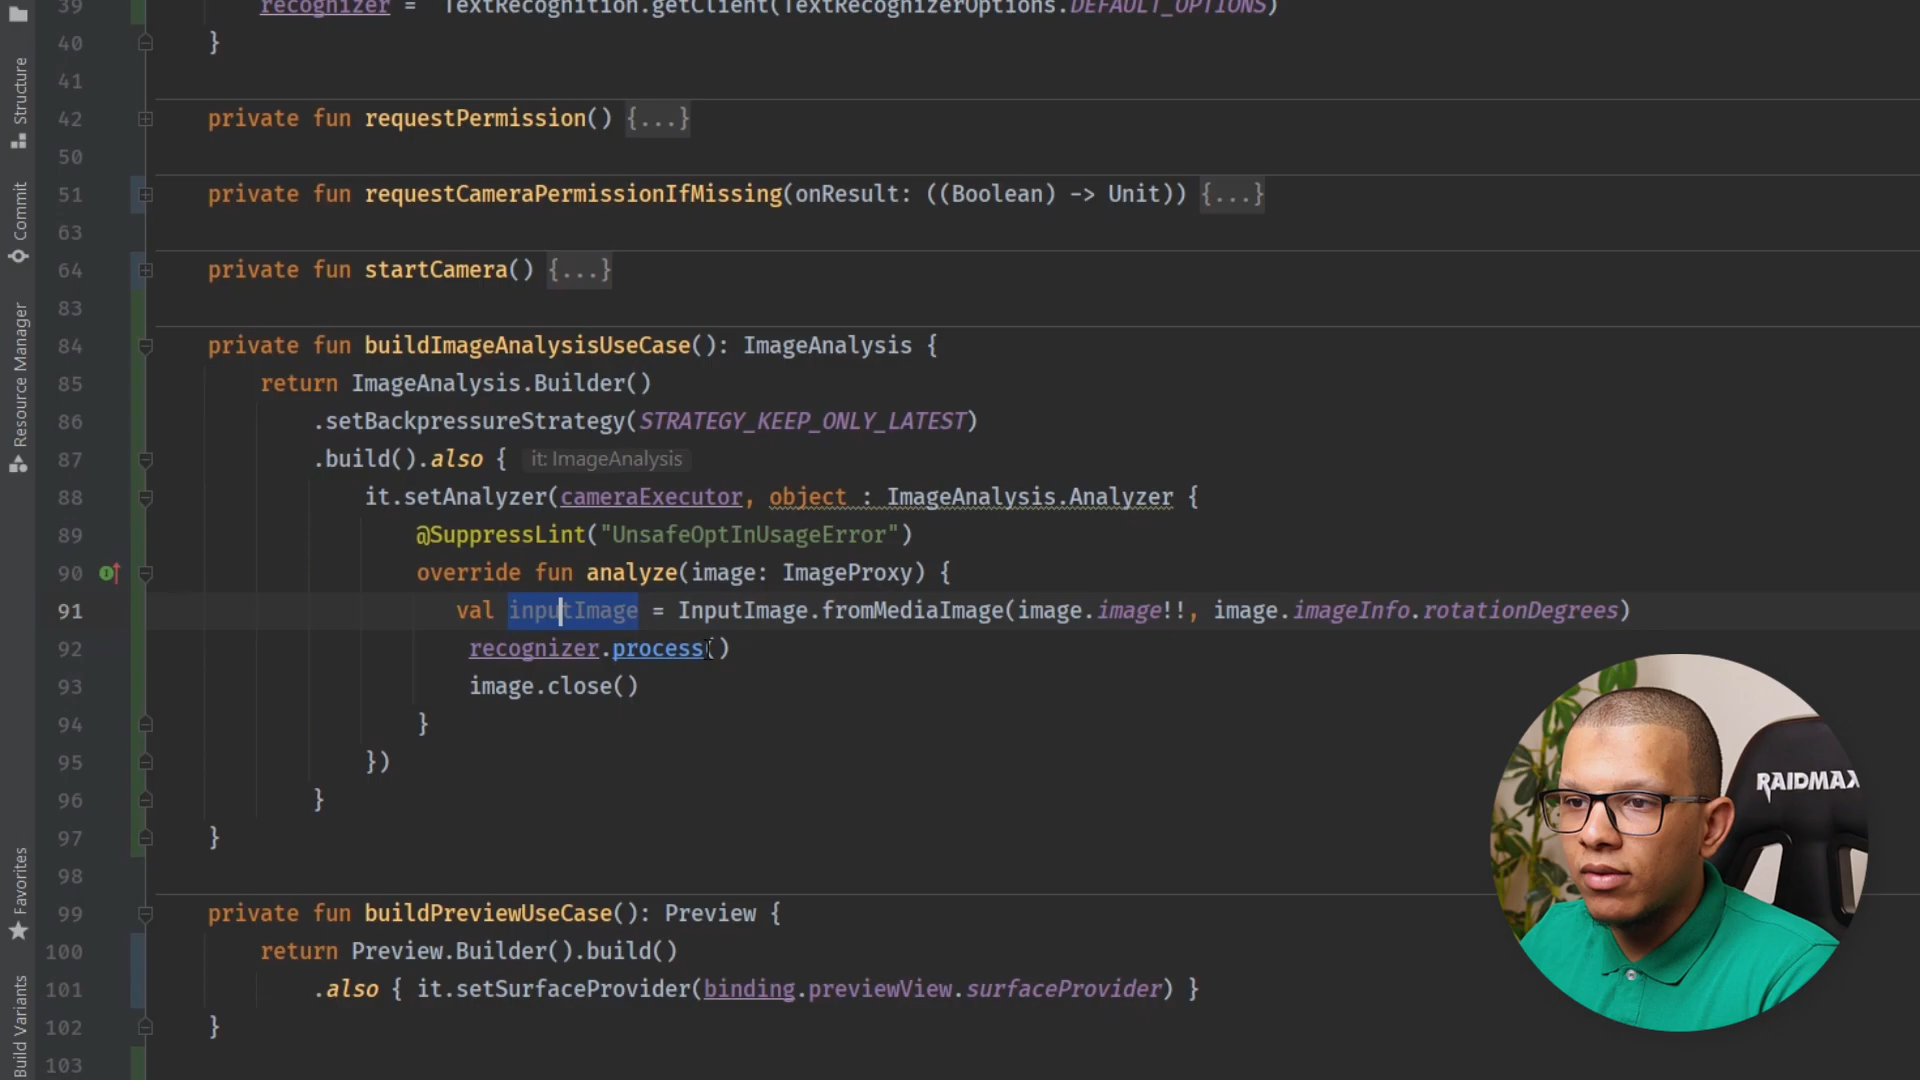 39 recognizer = TextRecognition.getClient(TextRecognizerOptions.DEFAULT_OPTIONS)
40 }
41
42 private fun requestPermission() {...}
50
51 private fun requestCameraPermissionIfMissing(onResult: ((Boolean) -> Unit)) {...}
63
64 private fun startCamera() {...}
83
84 private fun buildImageAnalysisUseCase(): ImageAnalysis {
85 return ImageAnalysis.Builder()
86 .setBackpressureStrategy(STRATEGY_KEEP_ONLY_LATEST)
87 .build().also { it: ImageAnalysis
88 it.setAnalyzer(cameraExecutor, object : ImageAnalysis.Analyzer {
89 @SuppressLint("UnsafeOptInUsageError")
90 override fun analyze(image: ImageProxy) {
91 val inputImage = InputImage.fromMediaImage(image.image!!, image.imageInfo.rotationDegrees)
92 recognizer.process()
93 image.close()
94 }
95 })
96 }
97 }
98
99 private fun buildPreviewUseCase(): Preview {
100 return Preview.Builder().build()
101 .also { it.setSurfaceProvider(binding.previewView.surfaceProvider) }
102 }
103
Structure
Commit
Resource Manager
Favorites
Build Variants
RAIDMAX